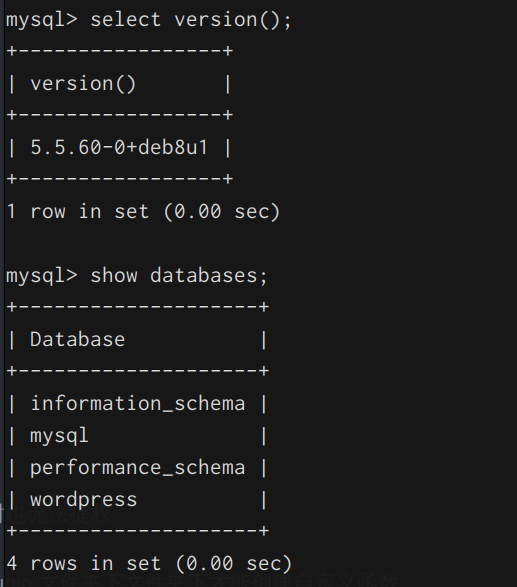 mysql> select version();
+-----------------+
| version()       |
+-----------------+
| 5.5.60-0+deb8u1 |
+-----------------+
1 row in set (0.00 sec)

mysql> show databases;
+--------------------+
| Database           |
+--------------------+
| information_schema |
| mysql              |
| performance_schema |
| wordpress          |
+--------------------+
4 rows in set (0.00 sec)